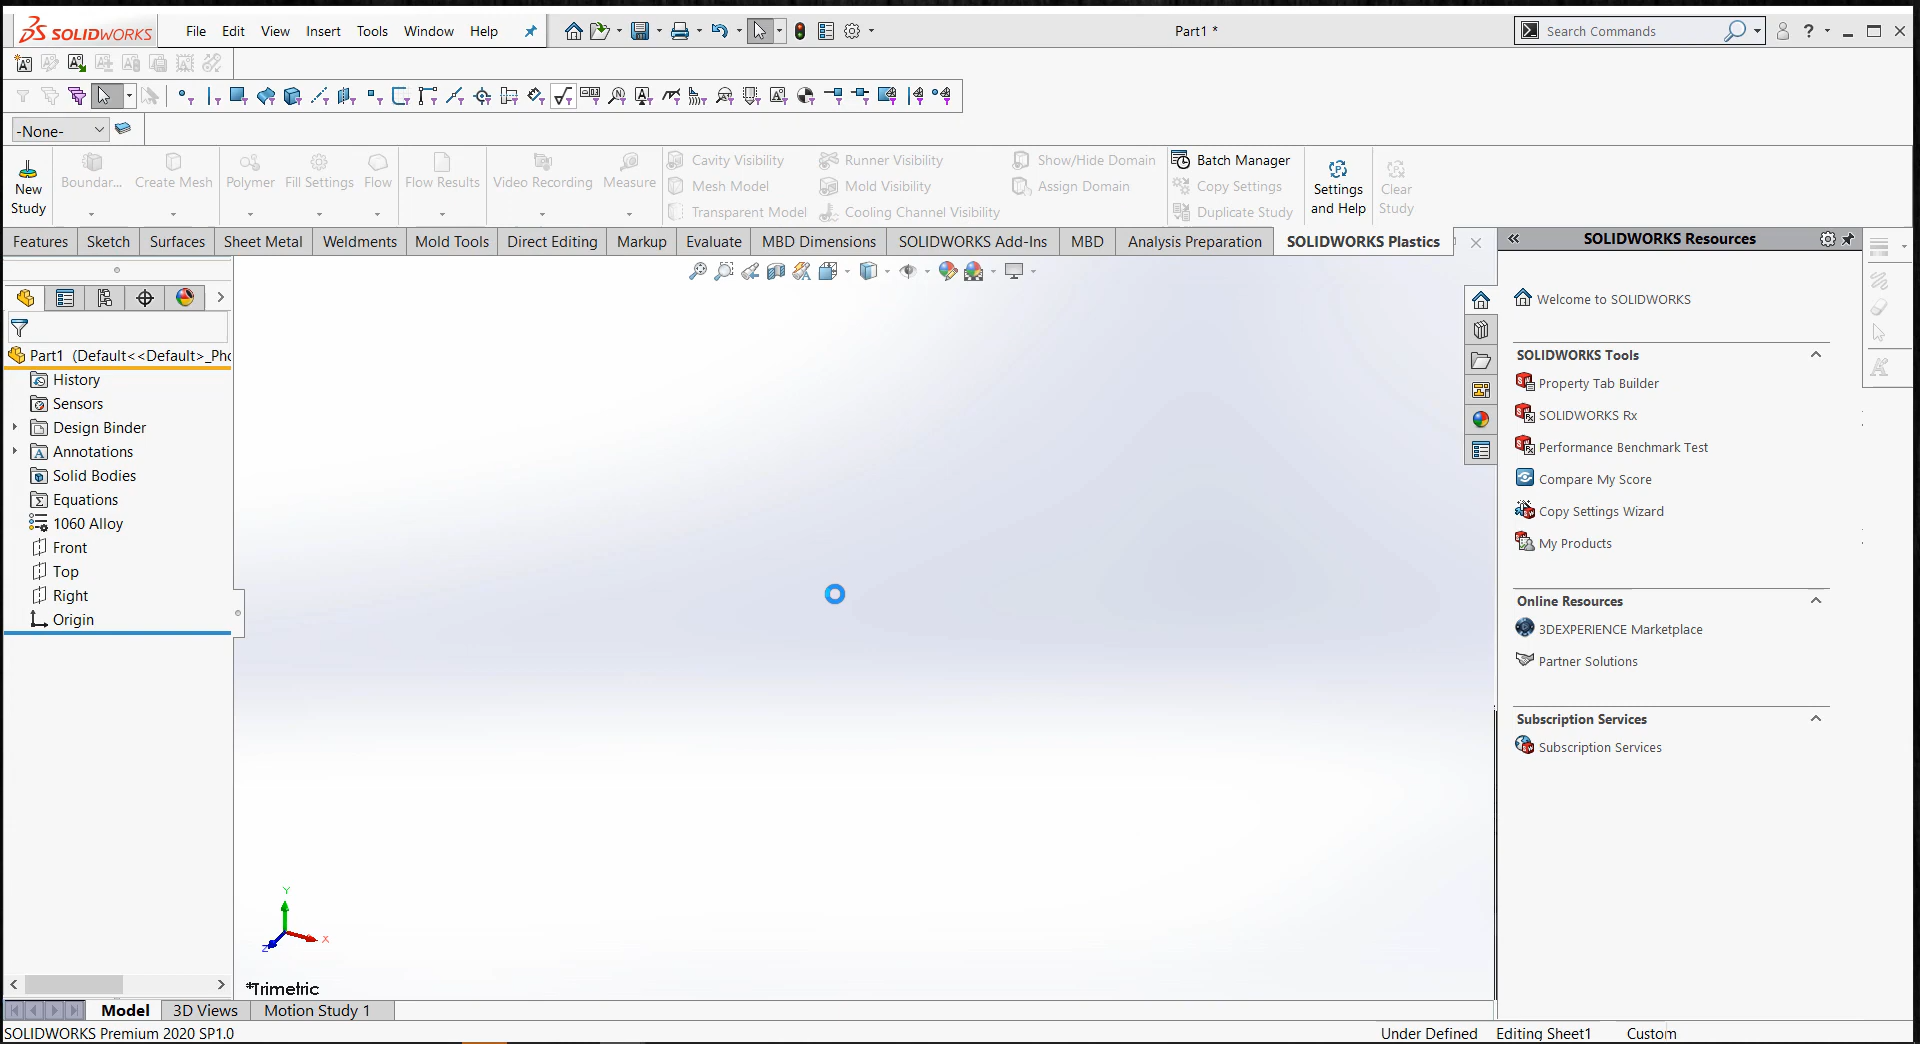 SOLIDWORKS File Edit View Insert Tools Window Help Part1 * Search Commands
-None-
New Study
Boundar... Create Mesh Polymer Fill Settings Flow Flow Results Video Recording Measure
Cavity Visibility Runner Visibility Show/Hide Domain Batch Manager
Mesh Model Mold Visibility Assign Domain Copy Settings
Transparent Model Cooling Channel Visibility Duplicate Study
Settings and Help
Clear Study
Features Sketch Surfaces Sheet Metal Weldments Mold Tools Direct Editing Markup Evaluate MBD Dimensions SOLIDWORKS Add-Ins MBD Analysis Preparation SOLIDWORKS Plastics
SOLIDWORKS Resources
Welcome to SOLIDWORKS
SOLIDWORKS Tools
Property Tab Builder
SOLIDWORKS Rx
Performance Benchmark Test
Compare My Score
Copy Settings Wizard
My Products
Online Resources
3DEXPERIENCE Marketplace
Partner Solutions
Subscription Services
Subscription Services
Part1 (Default<<Default>_Pho
History
Sensors
Design Binder
Annotations
Solid Bodies
Equations
1060 Alloy
Front
Top
Right
Origin
Y
X
Z
*Trimetric
Model 3D Views Motion Study 1
SOLIDWORKS Premium 2020 SP1.0 Under Defined Editing Sheet1 Custom